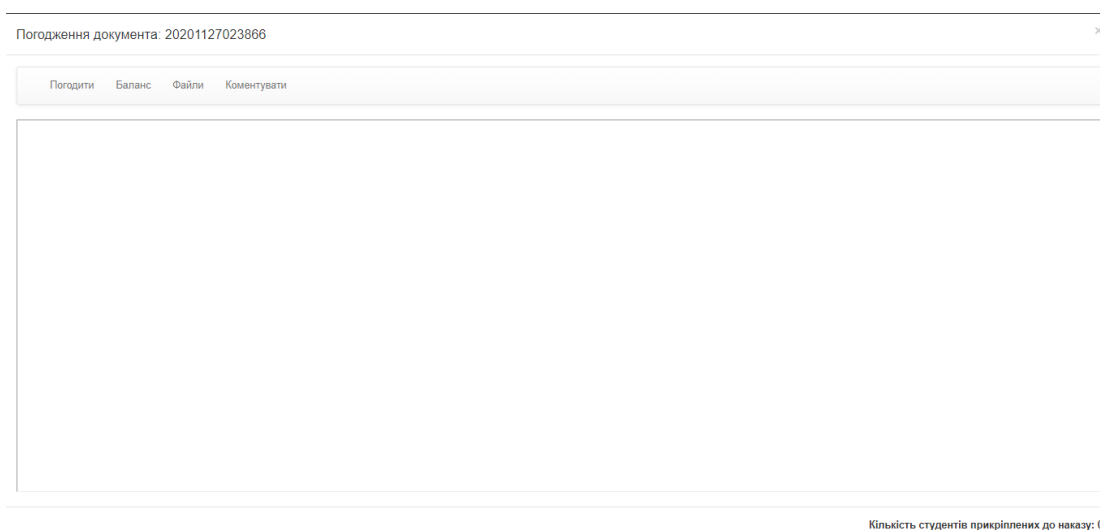 Погодження документа: 20201127023866
×
Погодити Баланс Файли Коментувати
Кількість студентів прикріплених до наказу: